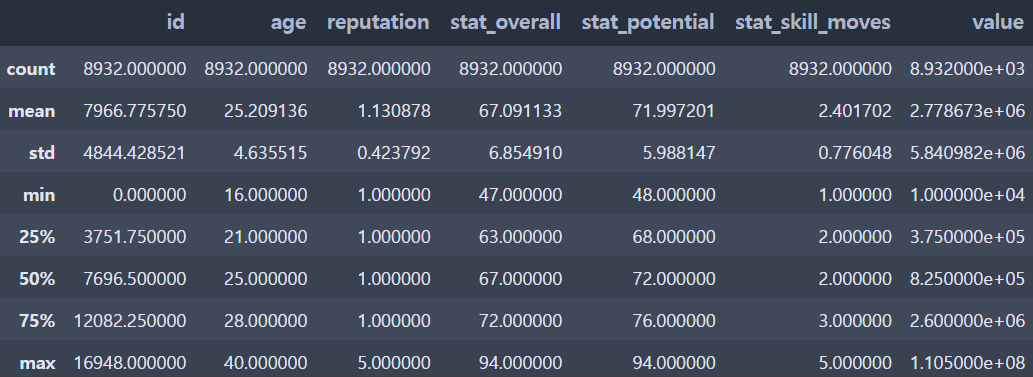 id age reputation stat_overall stat_potential stat_skill_moves value
count 8932.000000 8932.000000 8932.000000 8932.000000 8932.000000 8932.000000 8.932000e+03
mean 7966.775750 25.209136 1.130878 67.091133 71.997201 2.401702 2.778673e+06
std 4844.428521 4.635515 0.423792 6.854910 5.988147 0.776048 5.840982e+06
min 0.000000 16.000000 1.000000 47.000000 48.000000 1.000000 1.000000e+04
25% 3751.750000 21.000000 1.000000 63.000000 68.000000 2.000000 3.750000e+05
50% 7696.500000 25.000000 1.000000 67.000000 72.000000 2.000000 8.250000e+05
75% 12082.250000 28.000000 1.000000 72.000000 76.000000 3.000000 2.600000e+06
max 16948.000000 40.000000 5.000000 94.000000 94.000000 5.000000 1.105000e+08